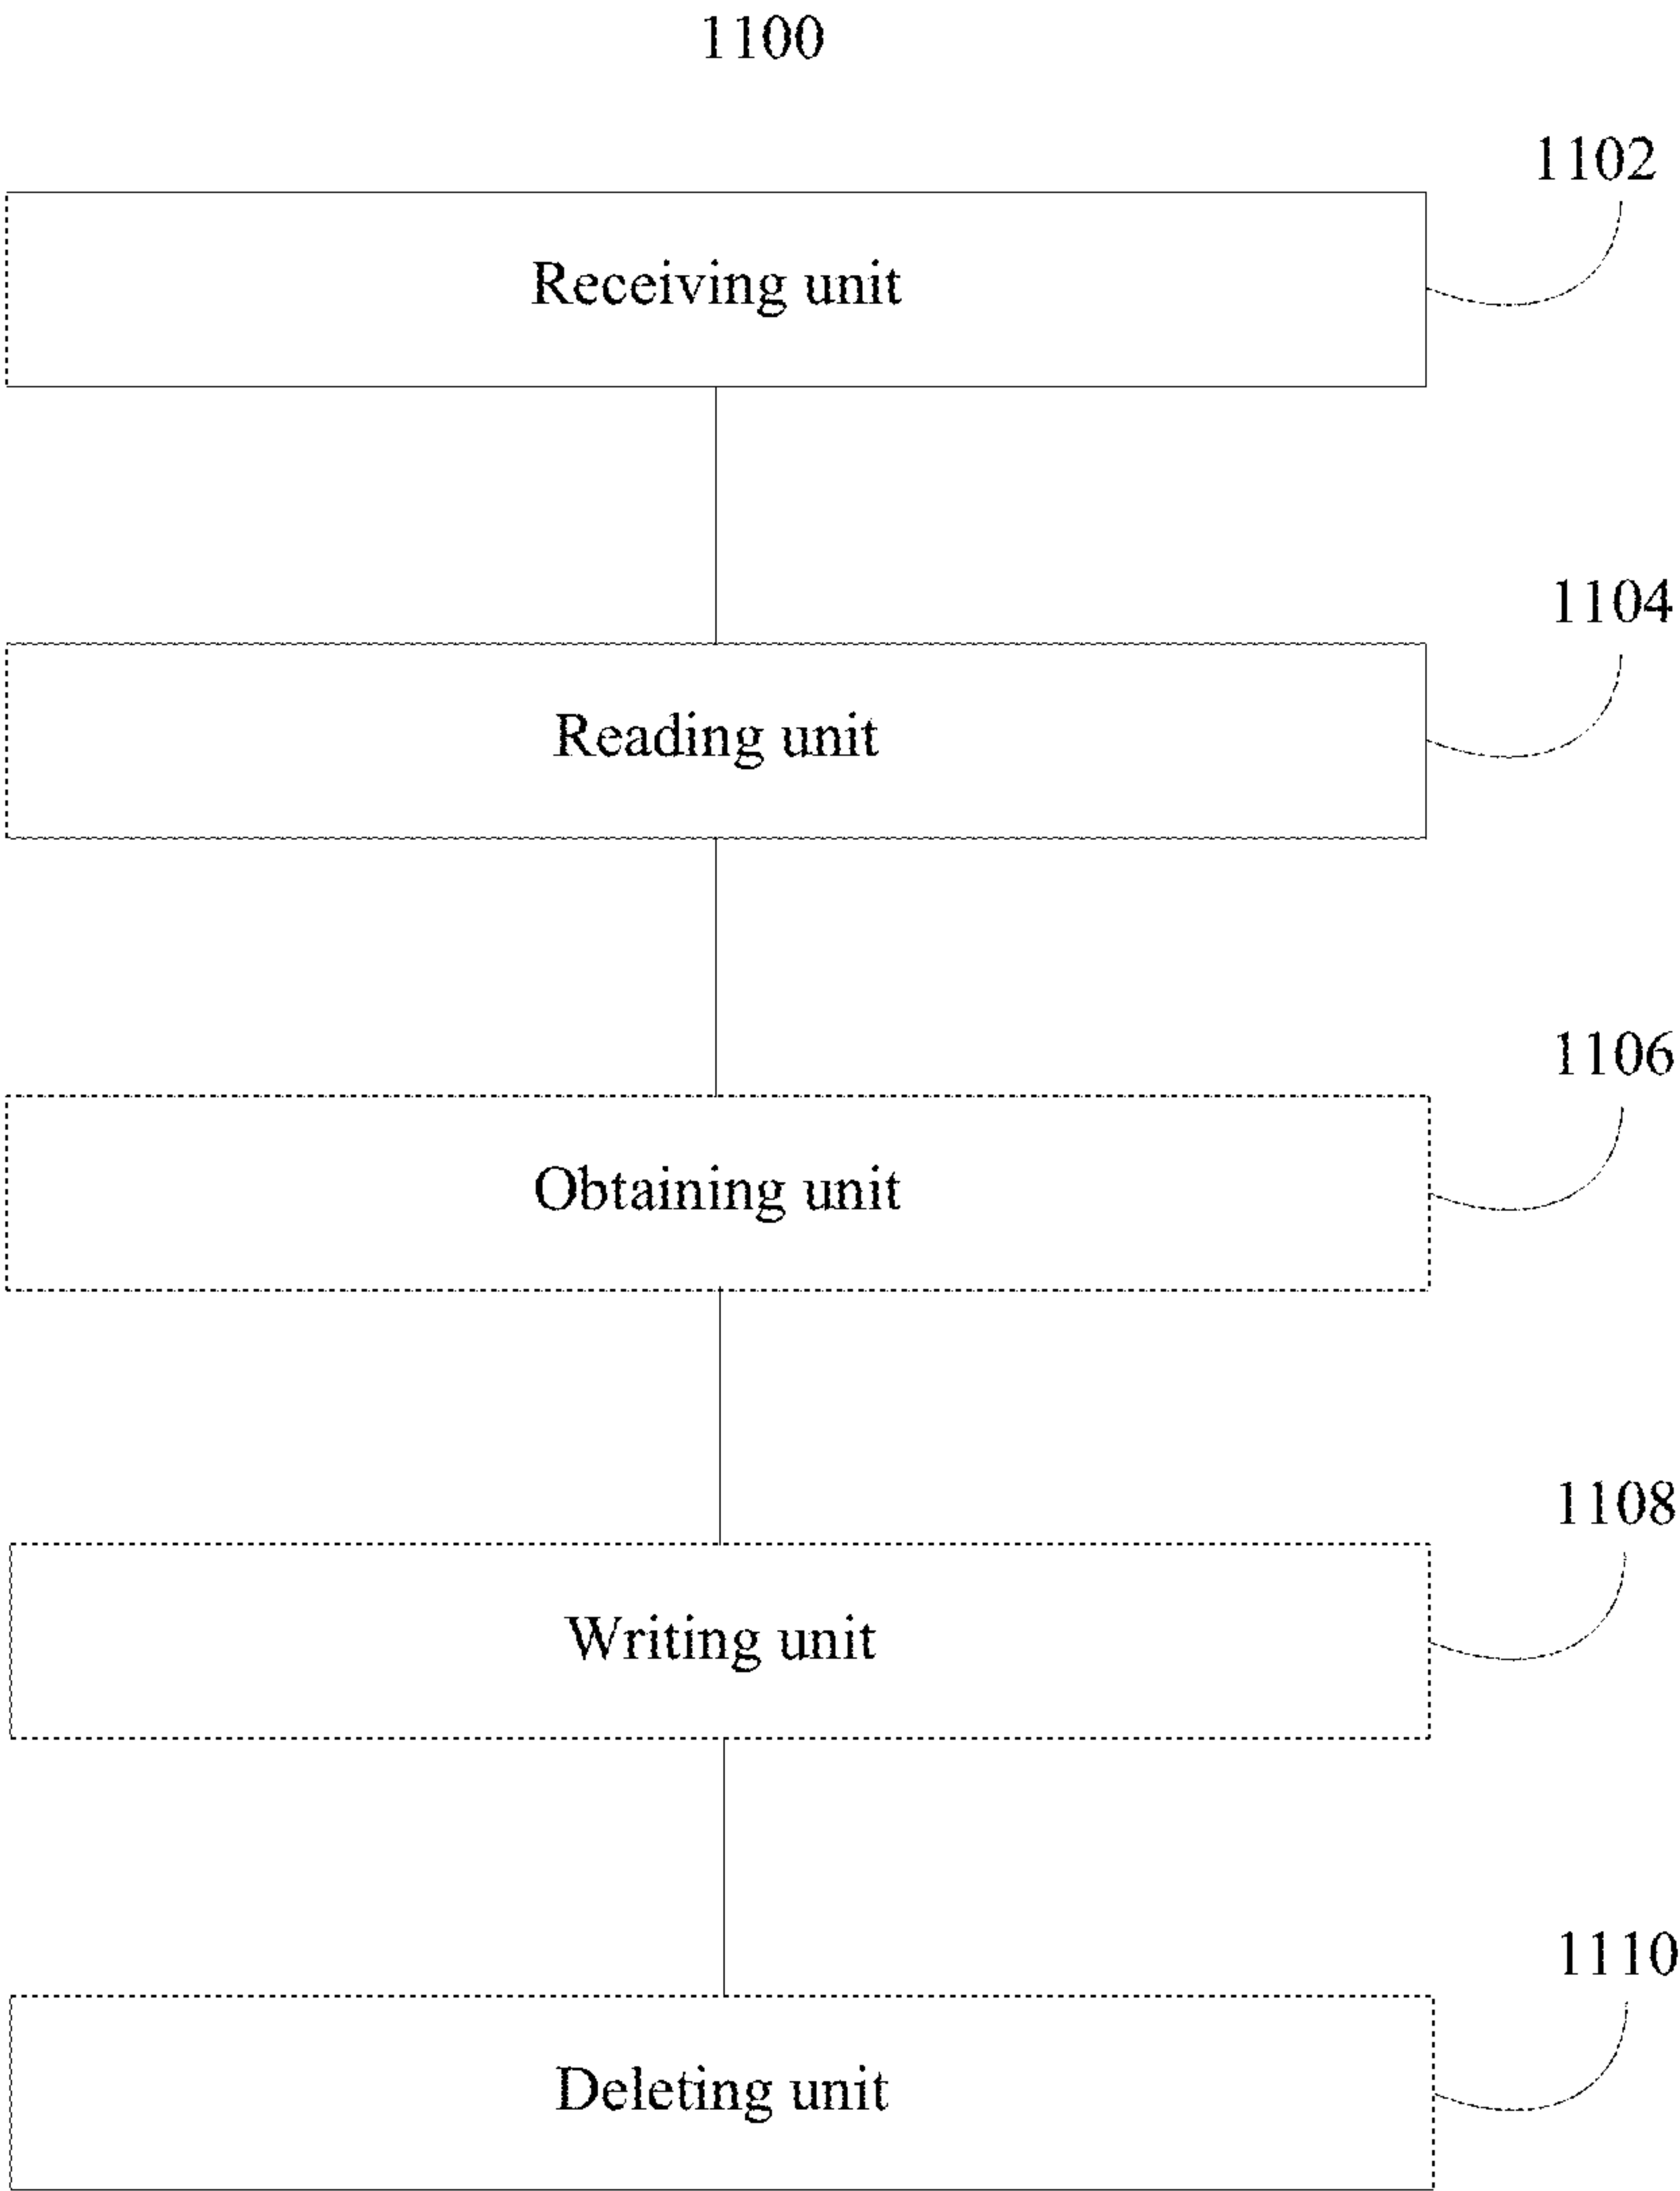 1100
1102
Receiving unit
1104
Reading unit
1106
Obtaining unit
1108
Writing unit
1110
Deleting unit